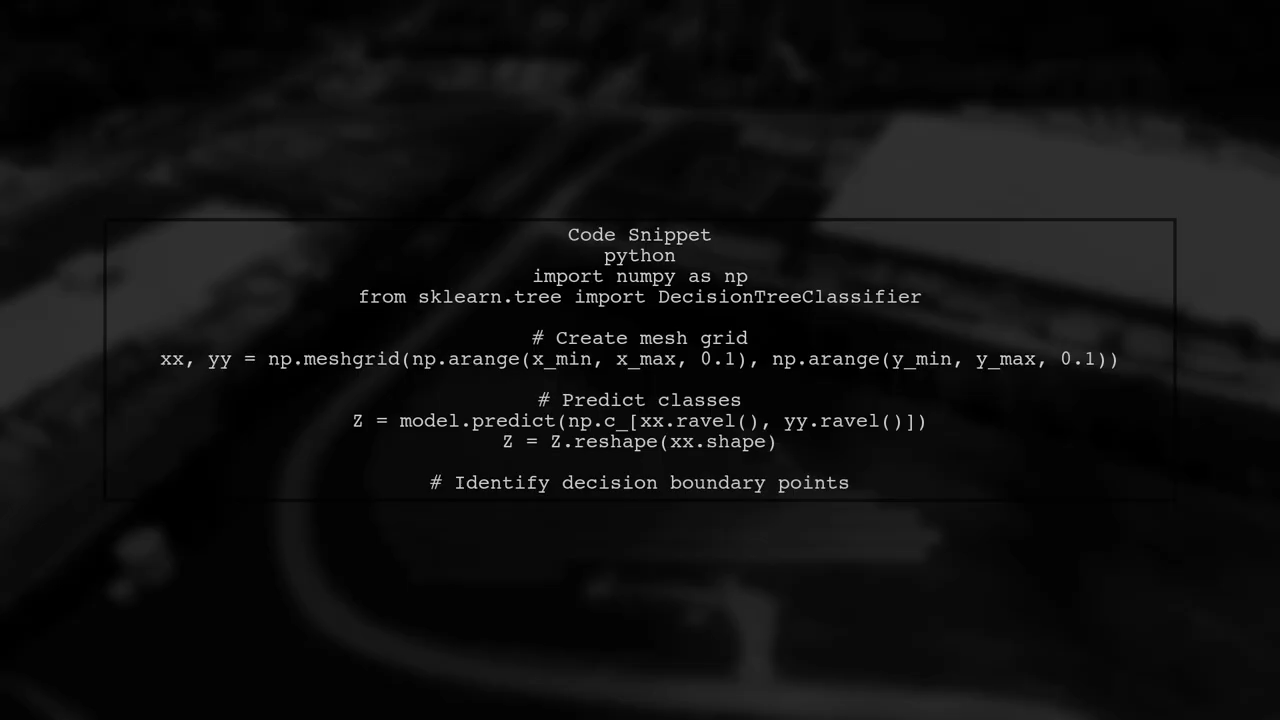 Code Snippet
python
import numpy as np
from sklearn.tree import DecisionTreeClassifier
# Create mesh grid
xx, yy = np.meshgrid(np.arange(x_min, x_max, 0.1), np.arange(y_min, y_max, 0.1))
# Predict classes
Z = model.predict(np.c_[xx.ravel(), yy.ravel()])
Z = Z.reshape(xx.shape)
# Identify decision boundary points